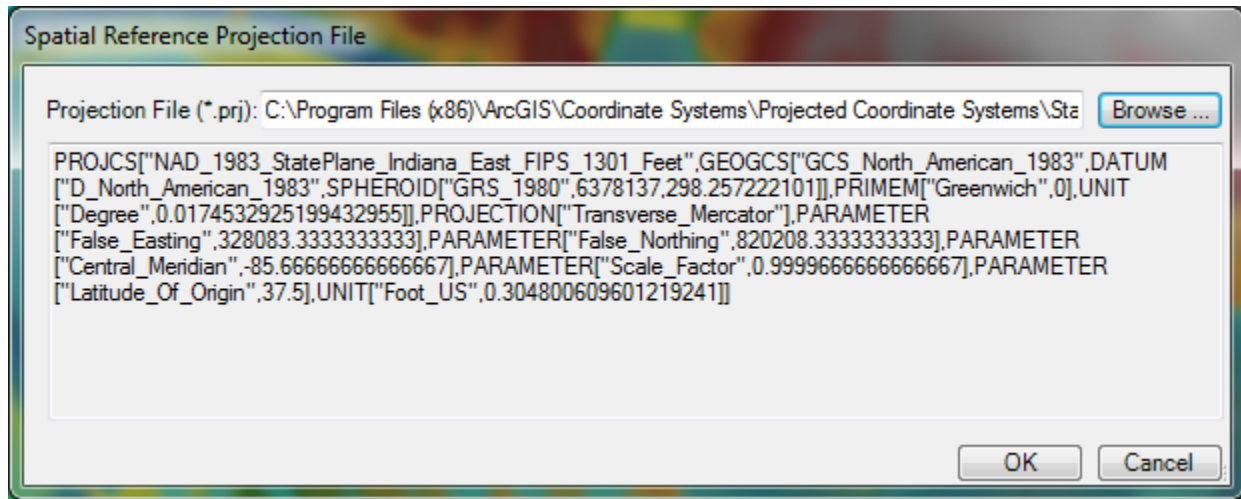 Spatial Reference Projection File
Projection File (*.prj): C:\Program Files (x86)\ArcGIS\Coordinate Systems\Projected Coordinate Systems\Sta Browse ...
PROJCS["NAD_1983_StatePlane_Indiana_East_FIPS_1301_Feet",GEOGCS["GCS_North_American_1983",DATUM
["D_North_American_1983",SPHEROID["GRS_1980",6378137,298.257222101]],PRIMEM["Greenwich",0],UNIT
["Degree",0.0174532925199432955]],PROJECTION["Transverse_Mercator"],PARAMETER
["False_Easting",328083.3333333333],PARAMETER["False_Northing",820208.3333333333],PARAMETER
["Central_Meridian",-85.66666666666667],PARAMETER["Scale_Factor",0.9999666666666667],PARAMETER
["Latitude_Of_Origin",37.5],UNIT["Foot_US",0.304800609601219241]]
OK Cancel